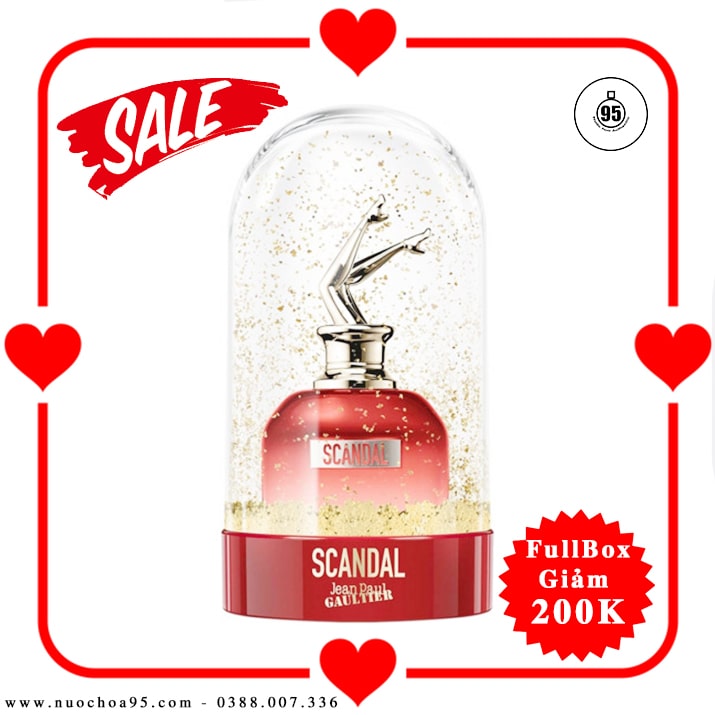 SALE
95
SCANDAL
SCANDAL
Jean Paul
GAULTIER
FullBox
Giảm
200K
www.nuochoa95.com - 0388.007.336